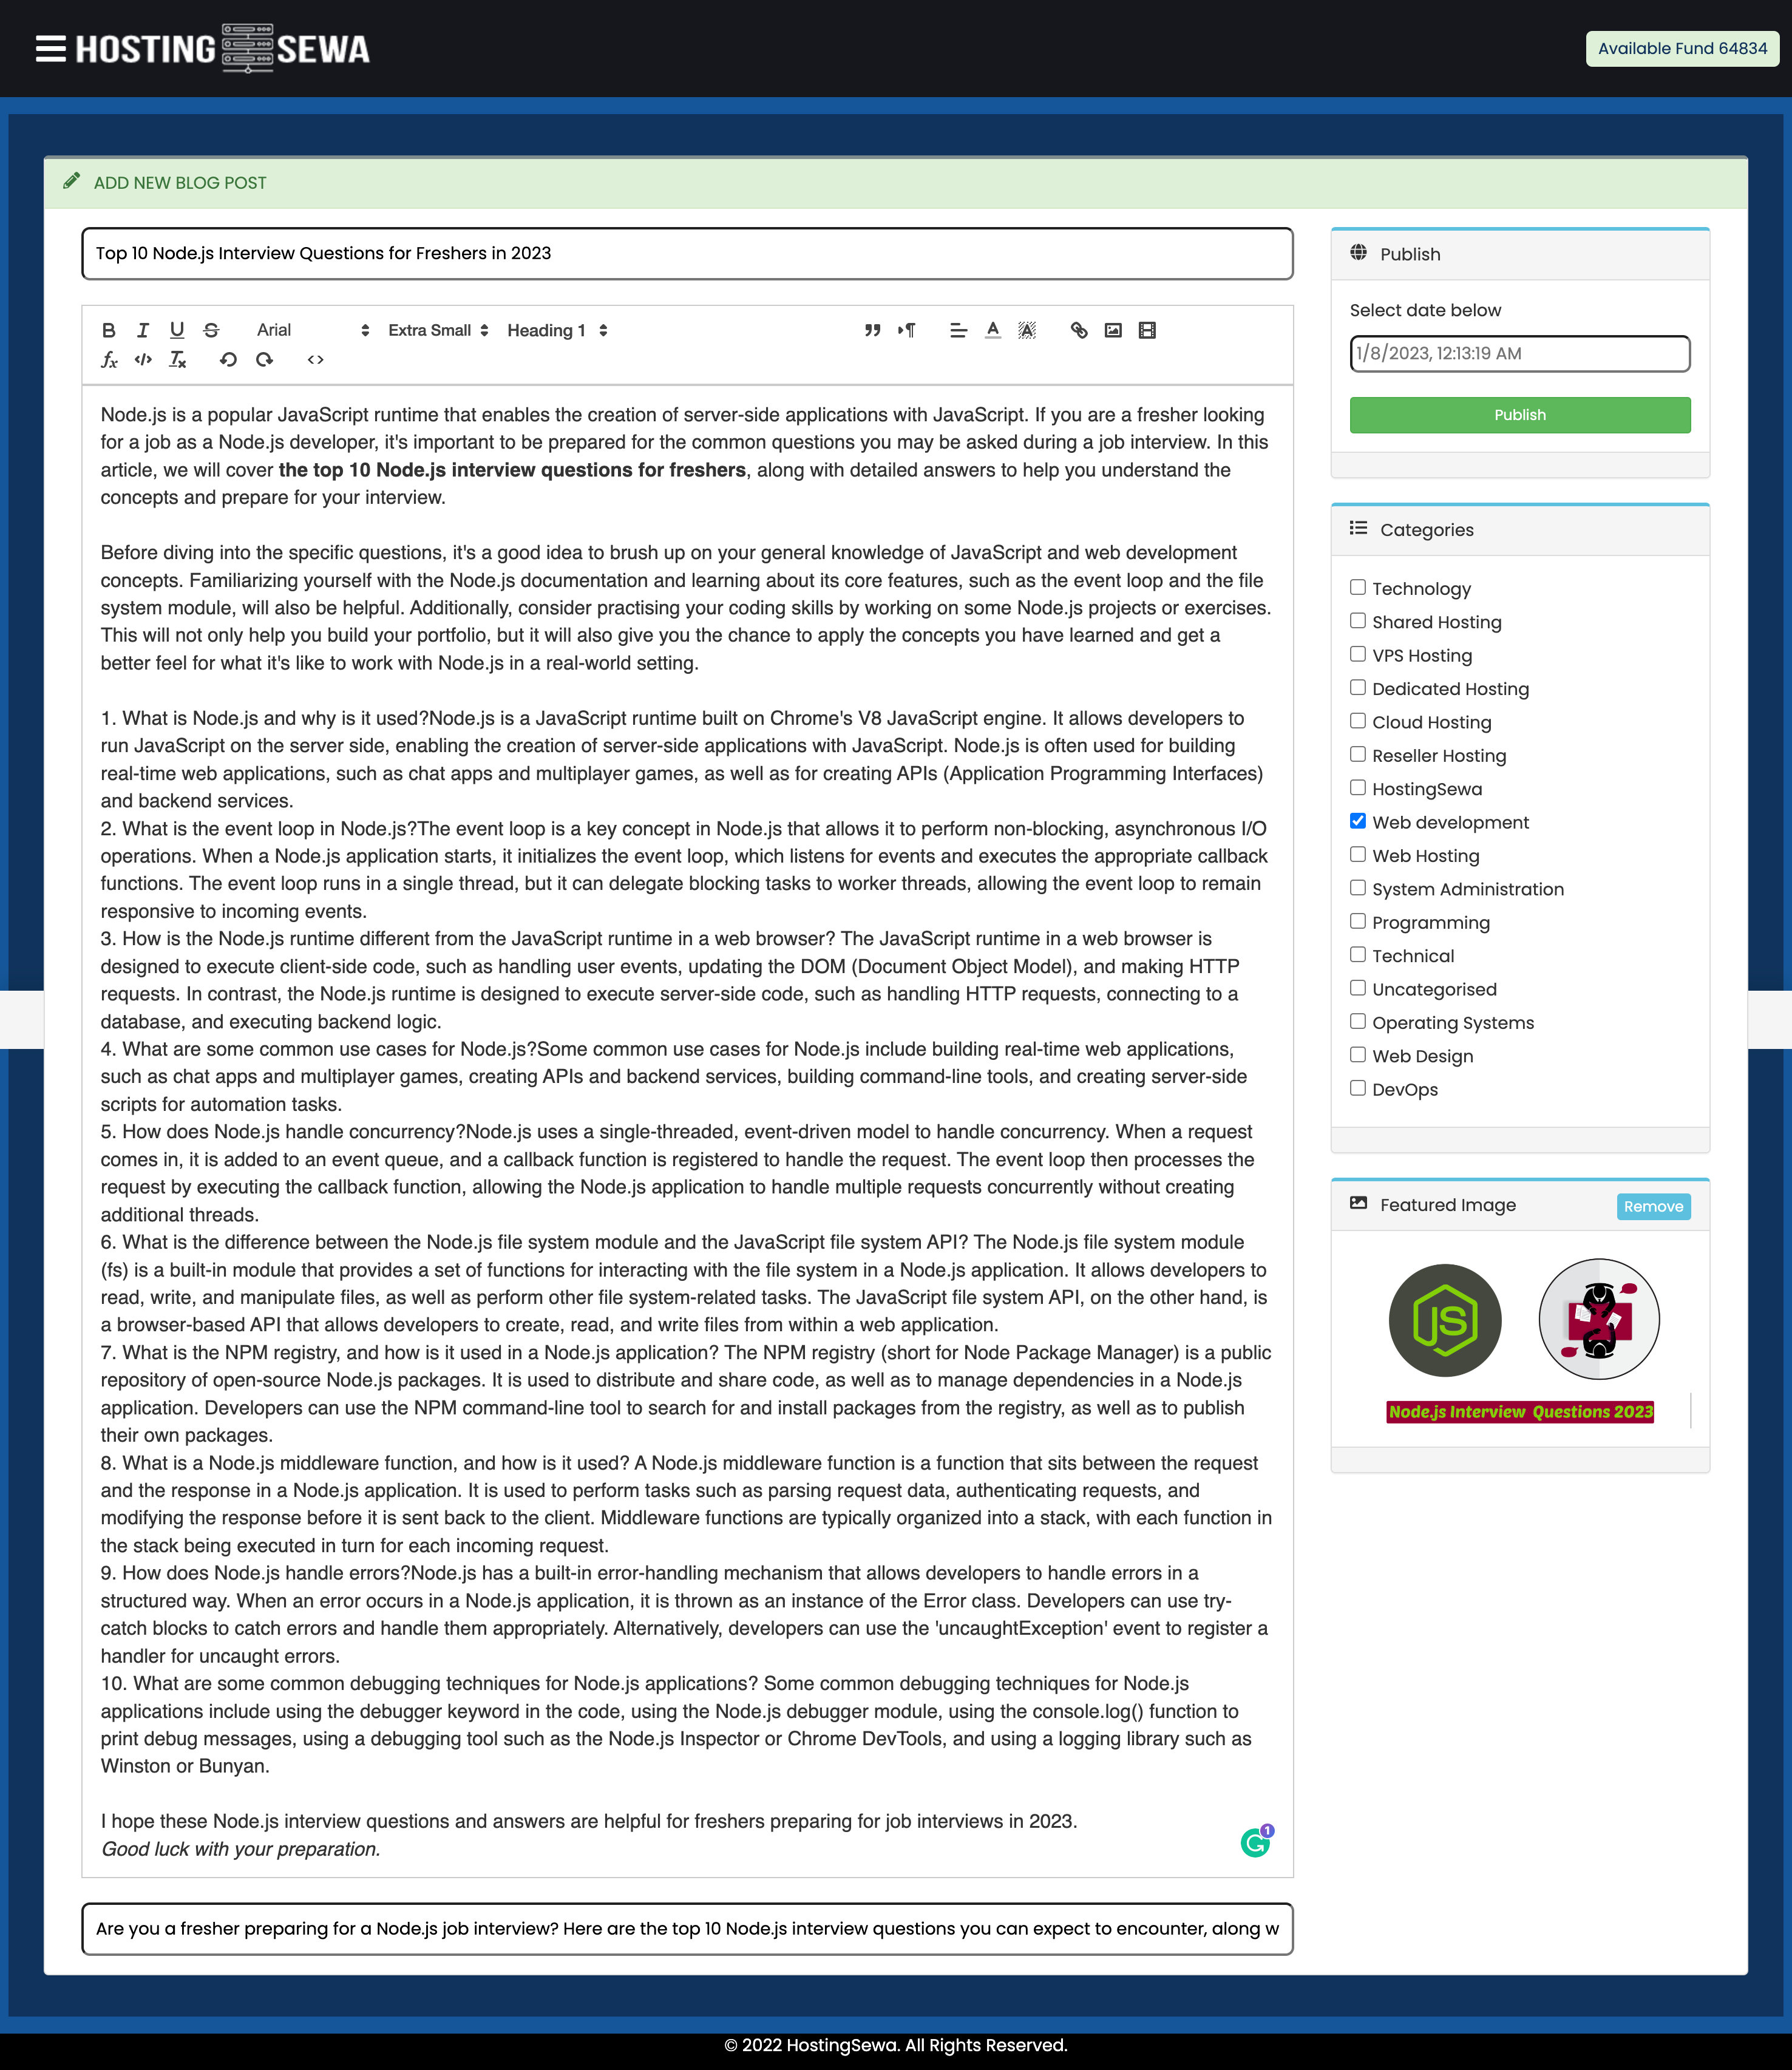 HOSTING SEWA
Available Fund 64834
ADD NEW BLOG POST
Top 10 Node.js Interview Questions for Freshers in 2023
Arial Extra Small Heading 1
Node.js is a popular JavaScript runtime that enables the creation of server-side applications with JavaScript. If you are a fresher looking
for a job as a Node.js developer, it's important to be prepared for the common questions you may be asked during a job interview. In this
article, we will cover the top 10 Node.js interview questions for freshers, along with detailed answers to help you understand the
concepts and prepare for your interview.
Before diving into the specific questions, it's a good idea to brush up on your general knowledge of JavaScript and web development
concepts. Familiarizing yourself with the Node.js documentation and learning about its core features, such as the event loop and the file
system module, will also be helpful. Additionally, consider practising your coding skills by working on some Node.js projects or exercises.
This will not only help you build your portfolio, but it will also give you the chance to apply the concepts you have learned and get a
better feel for what it's like to work with Node.js in a real-world setting.
1. What is Node.js and why is it used?Node.js is a JavaScript runtime built on Chrome's V8 JavaScript engine. It allows developers to
run JavaScript on the server side, enabling the creation of server-side applications with JavaScript. Node.js is often used for building
real-time web applications, such as chat apps and multiplayer games, as well as for creating APIs (Application Programming Interfaces)
and backend services.
2. What is the event loop in Node.js?The event loop is a key concept in Node.js that allows it to perform non-blocking, asynchronous I/O
operations. When a Node.js application starts, it initializes the event loop, which listens for events and executes the appropriate callback
functions. The event loop runs in a single thread, but it can delegate blocking tasks to worker threads, allowing the event loop to remain
responsive to incoming events.
3. How is the Node.js runtime different from the JavaScript runtime in a web browser? The JavaScript runtime in a web browser is
designed to execute client-side code, such as handling user events, updating the DOM (Document Object Model), and making HTTP
requests. In contrast, the Node.js runtime is designed to execute server-side code, such as handling HTTP requests, connecting to a
database, and executing backend logic.
4. What are some common use cases for Node.js?Some common use cases for Node.js include building real-time web applications,
such as chat apps and multiplayer games, creating APIs and backend services, building command-line tools, and creating server-side
scripts for automation tasks.
5. How does Node.js handle concurrency?Node.js uses a single-threaded, event-driven model to handle concurrency. When a request
comes in, it is added to an event queue, and a callback function is registered to handle the request. The event loop then processes the
request by executing the callback function, allowing the Node.js application to handle multiple requests concurrently without creating
additional threads.
6. What is the difference between the Node.js file system module and the JavaScript file system API? The Node.js file system module
(fs) is a built-in module that provides a set of functions for interacting with the file system in a Node.js application. It allows developers to
read, write, and manipulate files, as well as perform other file system-related tasks. The JavaScript file system API, on the other hand, is
a browser-based API that allows developers to create, read, and write files from within a web application.
7. What is the NPM registry, and how is it used in a Node.js application? The NPM registry (short for Node Package Manager) is a public
repository of open-source Node.js packages. It is used to distribute and share code, as well as to manage dependencies in a Node.js
application. Developers can use the NPM command-line tool to search for and install packages from the registry, as well as to publish
their own packages.
8. What is a Node.js middleware function, and how is it used? A Node.js middleware function is a function that sits between the request
and the response in a Node.js application. It is used to perform tasks such as parsing request data, authenticating requests, and
modifying the response before it is sent back to the client. Middleware functions are typically organized into a stack, with each function in
the stack being executed in turn for each incoming request.
9. How does Node.js handle errors?Node.js has a built-in error-handling mechanism that allows developers to handle errors in a
structured way. When an error occurs in a Node.js application, it is thrown as an instance of the Error class. Developers can use try-
catch blocks to catch errors and handle them appropriately. Alternatively, developers can use the 'uncaughtException' event to register a
handler for uncaught errors.
10. What are some common debugging techniques for Node.js applications? Some common debugging techniques for Node.js
applications include using the debugger keyword in the code, using the Node.js debugger module, using the console.log() function to
print debug messages, using a debugging tool such as the Node.js Inspector or Chrome DevTools, and using a logging library such as
Winston or Bunyan.
I hope these Node.js interview questions and answers are helpful for freshers preparing for job interviews in 2023.
Good luck with your preparation.
1
Are you a fresher preparing for a Node.js job interview? Here are the top 10 Node.js interview questions you can expect to encounter, along w
Publish
Select date below
1/8/2023, 12:13:19 AM
Publish
Categories
Technology
Shared Hosting
VPS Hosting
Dedicated Hosting
Cloud Hosting
Reseller Hosting
HostingSewa
Web development
Web Hosting
System Administration
Programming
Technical
Uncategorised
Operating Systems
Web Design
DevOps
Featured Image Remove
JS
Node.js Interview Questions 2023
© 2022 HostingSewa. All Rights Reserved.